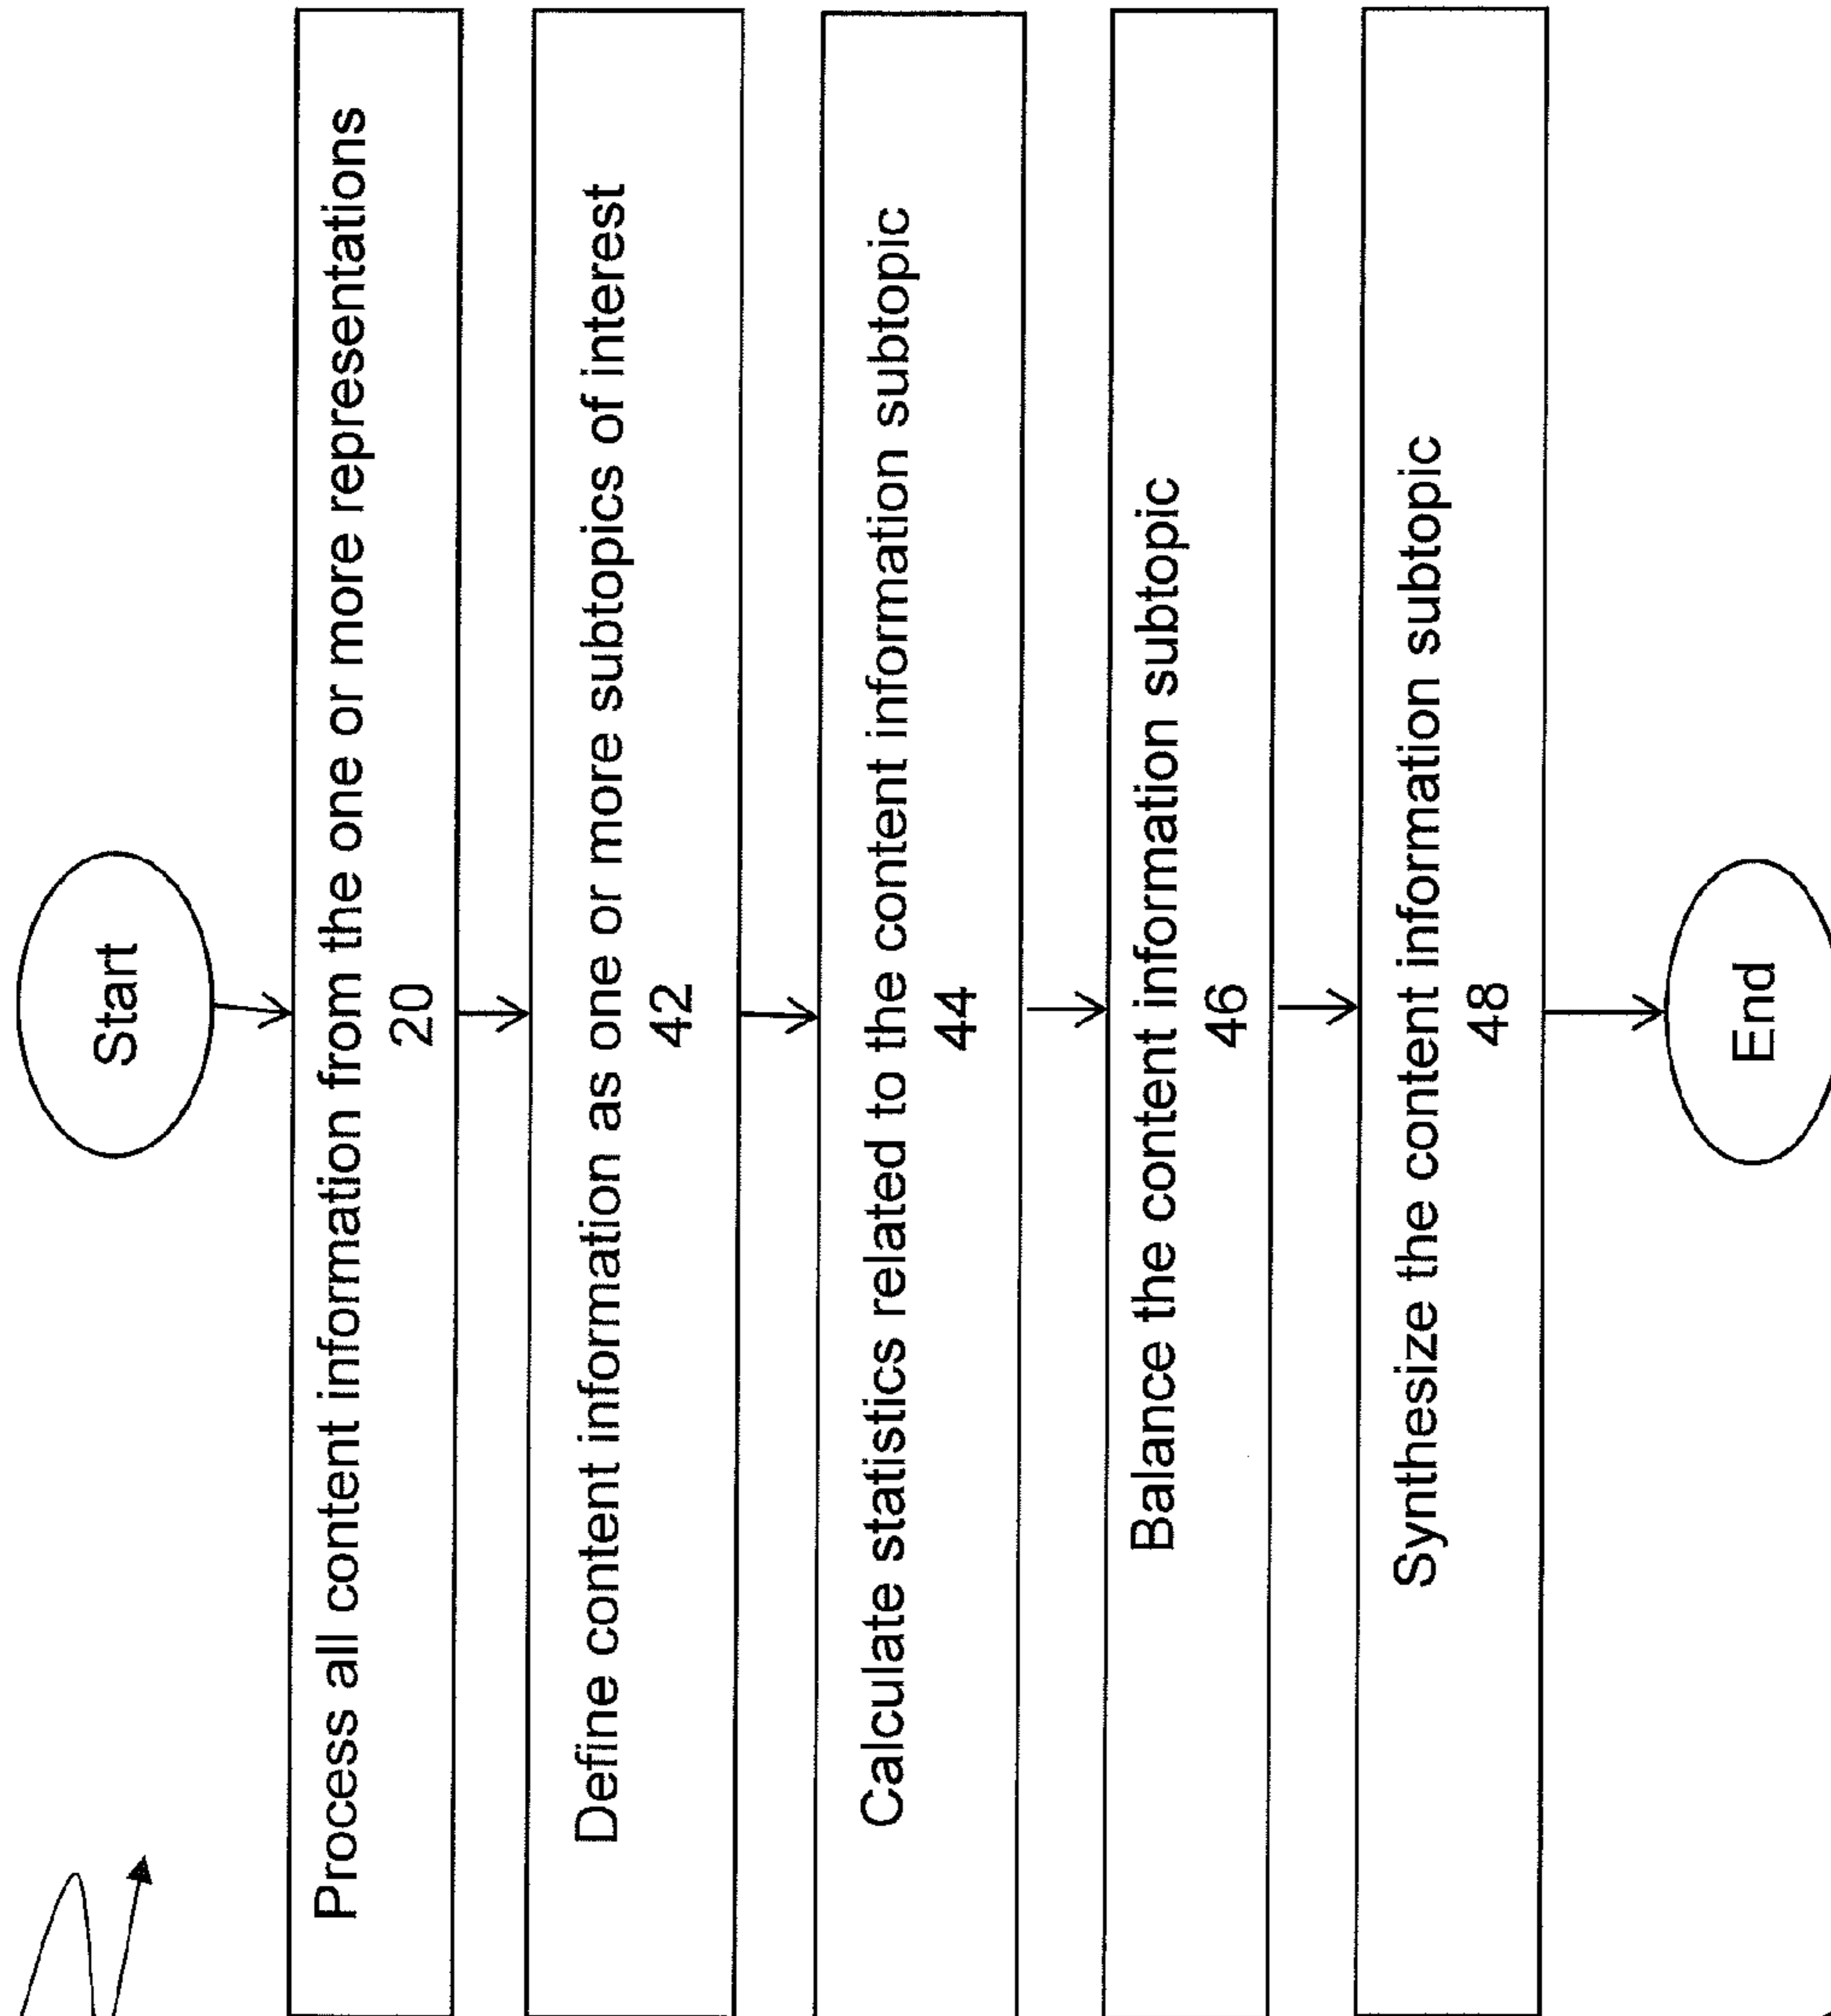 Start
Process all content information from the one or more representations
20
Define content information as one or more subtopics of interest
42
Calculate statistics related to the content information subtopic
44
Balance the content information subtopic
46
Synthesize the content information subtopic
48
End